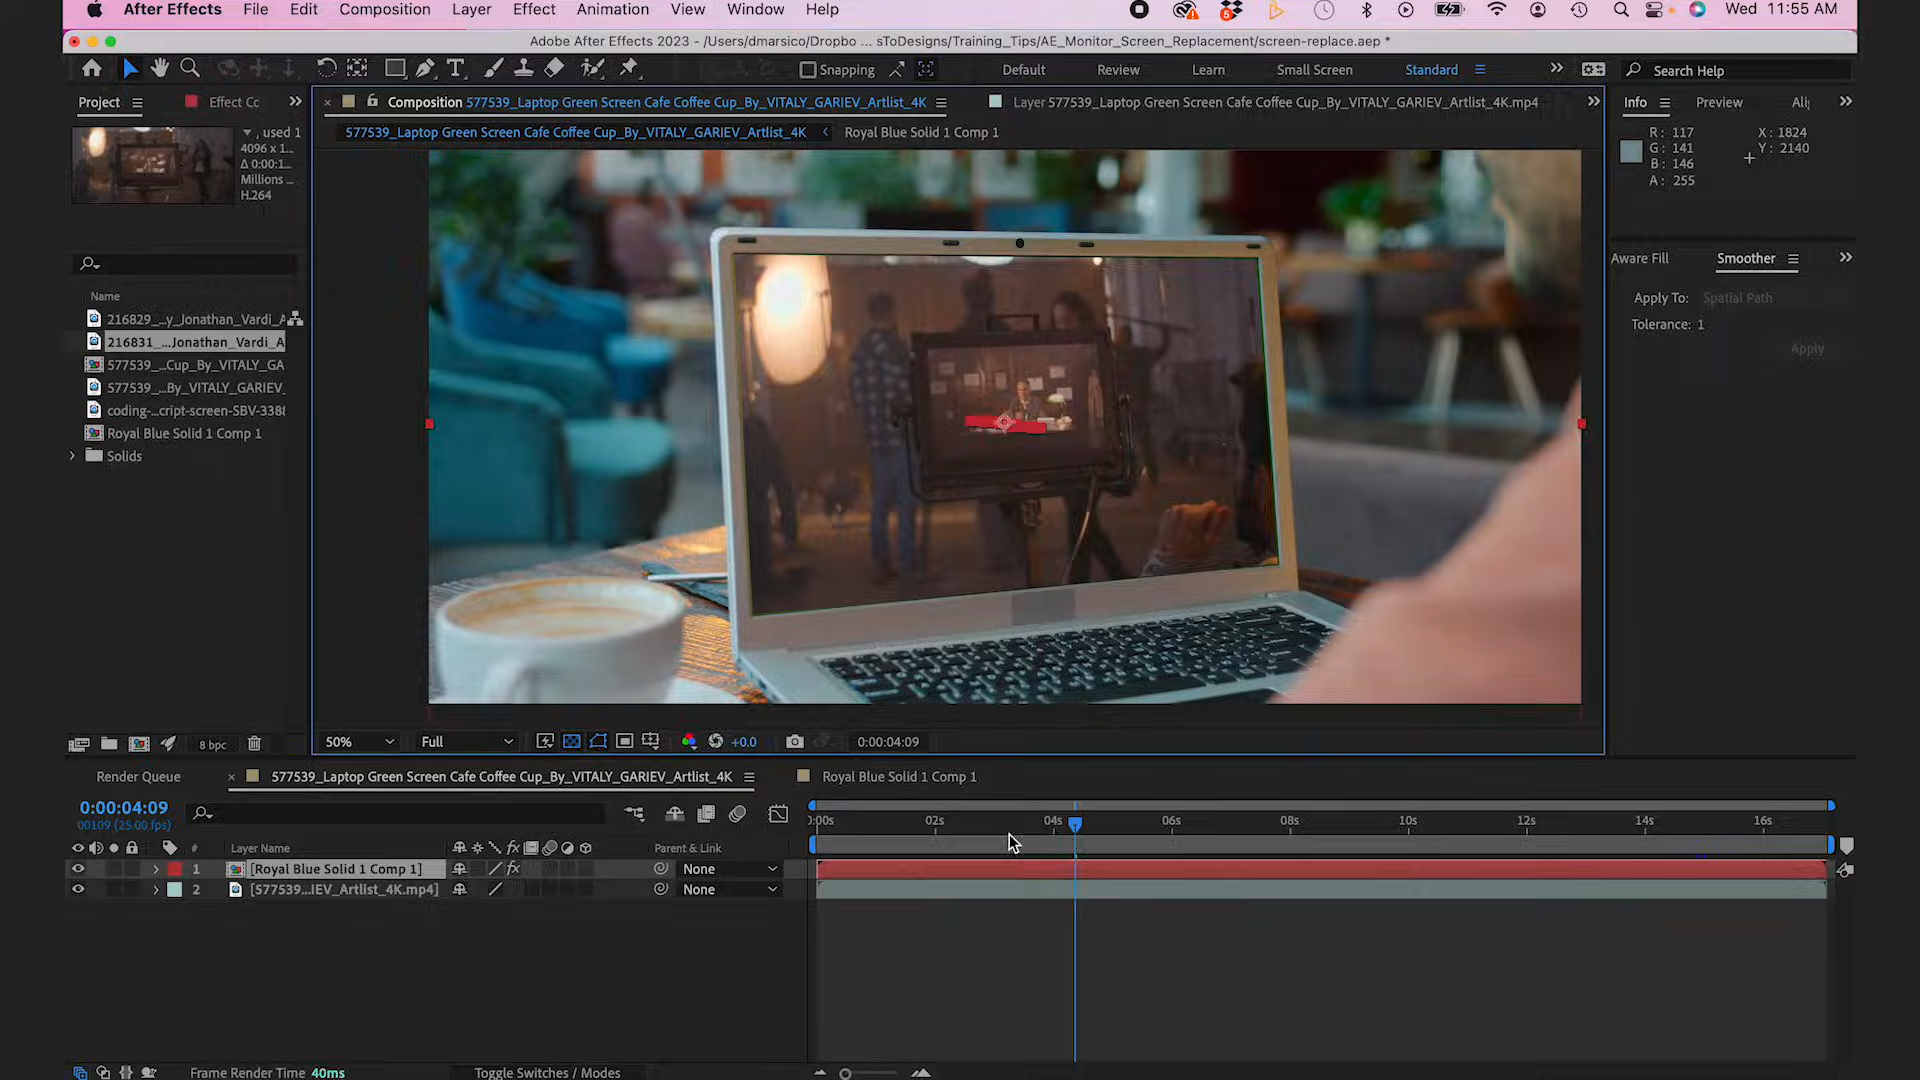 After Effects File Edit Composition Layer Effect Animation View Window Help
5
Wed 11:55 AM
Adobe After Effects 2023 - /Users/dmarsico/Dropbo ... sToDesigns/Training_Tips/AE_Monitor_Screen_Replacement/screen-replace.aep *
Snapping
Default Review Learn Small Screen Standard
Search Help
Project Effect Cc
Composition 577539_Laptop Green Screen Cafe Coffee Cup_By_VITALY_GARIEV_Artlist_4K
Layer 577539_Laptop Green Screen Cafe Coffee Cup_By_VITALY_GARIEV_Artlist_4K.mp4
Info Preview Ali
577539_Laptop Green Screen Cafe Coffee Cup_By_VITALY_GARIEV_Artlist_4K Royal Blue Solid 1 Comp 1
, used 1
4096 x 1...
Δ 0:00:1...
Millions ...
H.264
R: 117
G: 141
B: 146
A: 255
X: 1824
Y: 2140
Aware Fill Smoother
Apply To: Spatial Path
Tolerance: 1
Apply
Name
216829_...y_Jonathan_Vardi_A
216831_...Jonathan_Vardi_A
577539_...Cup_By_VITALY_GA
577539_...By_VITALY_GARIEV_
coding-...cript-screen-SBV-3388
Royal Blue Solid 1 Comp 1
Solids
8 bpc
50% Full +0.0 0:00:04:09
Render Queue 577539_Laptop Green Screen Cafe Coffee Cup_By_VITALY_GARIEV_Artlist_4K Royal Blue Solid 1 Comp 1
0:00:04:09
00109 (25.00 fps)
0:00s 02s 04s 06s 08s 10s 12s 14s 16s
# Layer Name fx Parent & Link
1 [Royal Blue Solid 1 Comp 1] fx None
2 [577539...IEV_Artlist_4K.mp4] None
Frame Render Time 40ms Toggle Switches / Modes